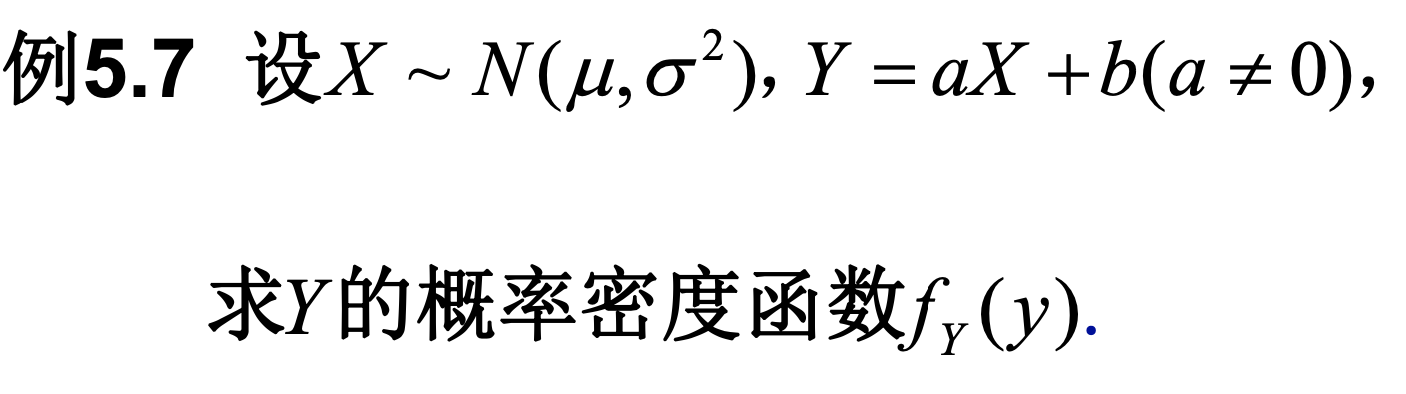 例5.7 设X ~ N(μ,σ²), Y = aX + b(a ≠ 0),
求Y的概率密度函数f_Y(y).